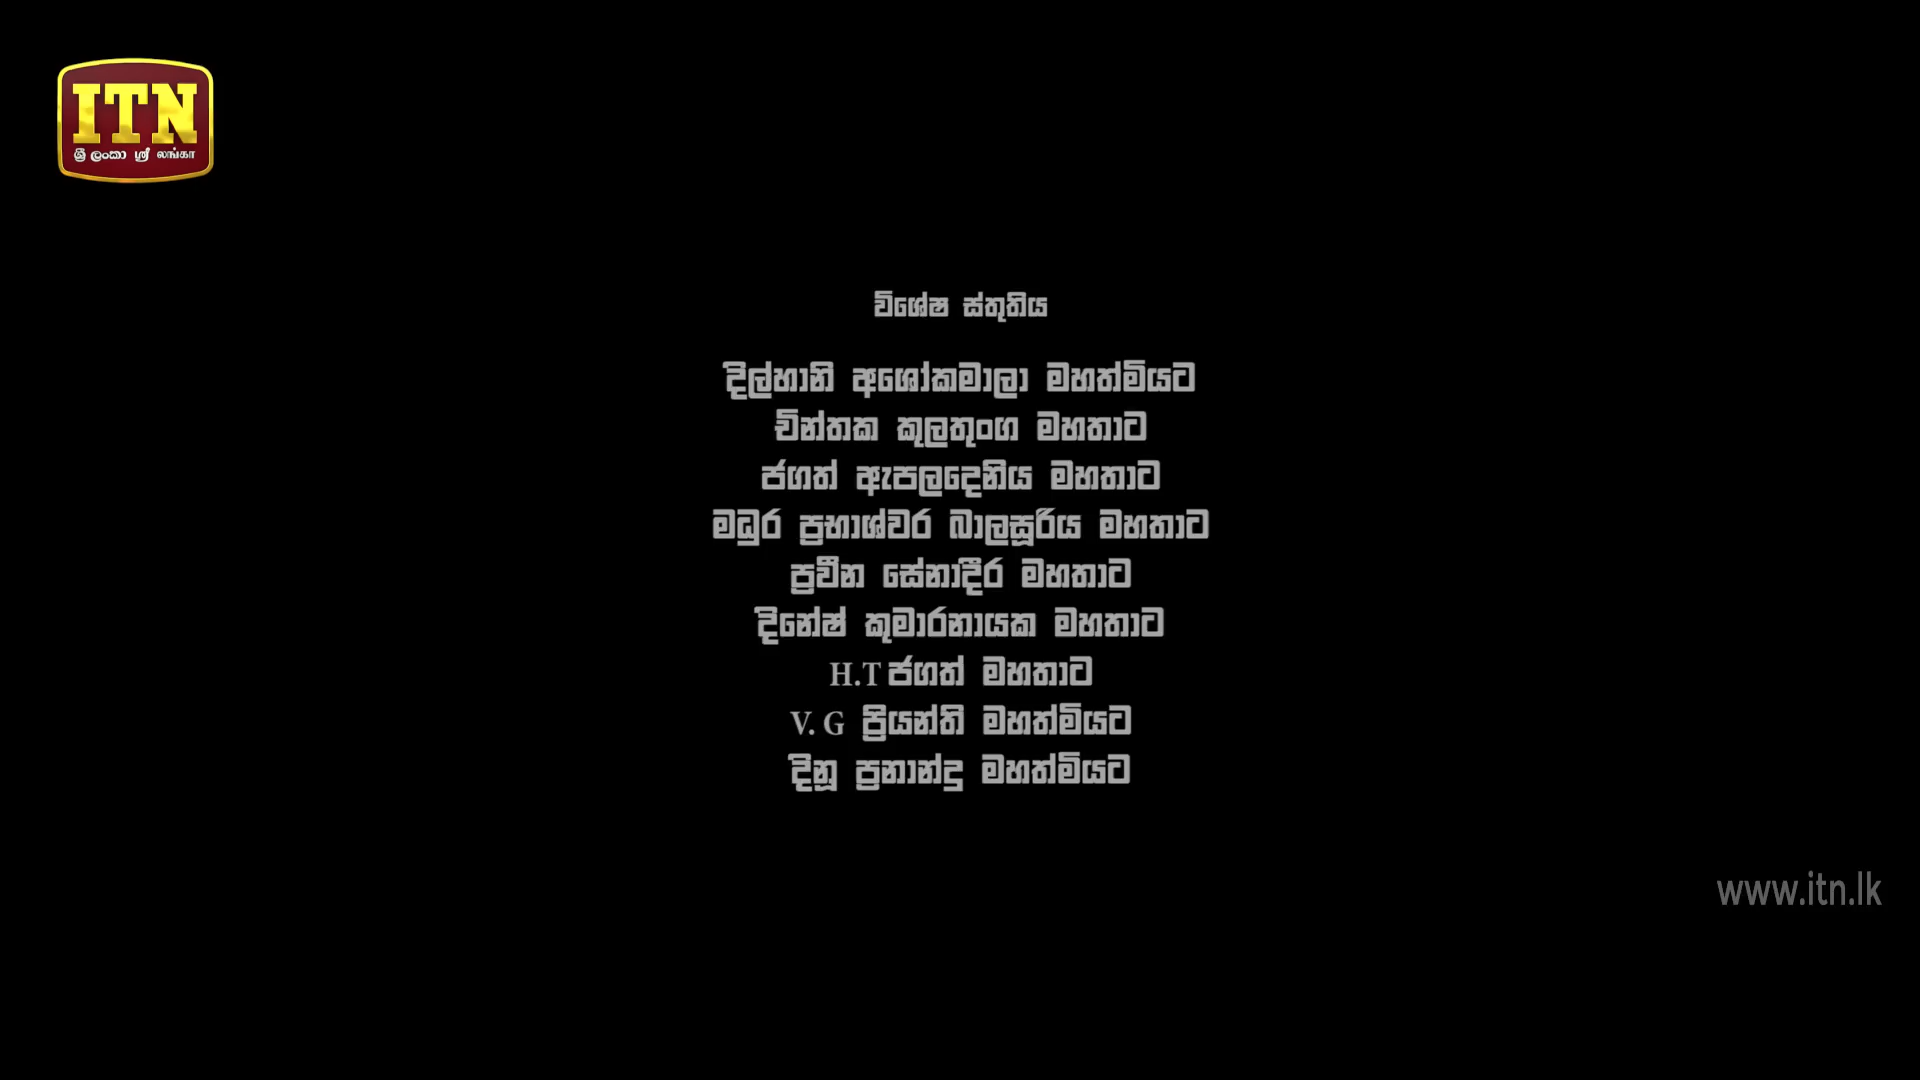 ITN
ශ්‍රී ලංකා ஸ்ரீ லங்கா
විශේෂ ස්තූතිය
දිල්හානි අශෝකමාලා මහත්මියට
චින්තක කුලතුංග මහතාට
ජගත් ඇපලදෙනිය මහතාට
මධුර ප්‍රභාශ්වර බාලසූරිය මහතාට
ප්‍රවීන සේනාදීර මහතාට
දිනේෂ් කුමාරනායක මහතාට
H.T ජගත් මහතාට
V. G ප්‍රියන්ති මහත්මියට
දිනූ ප්‍රනාන්දු මහත්මියට
www.itn.lk